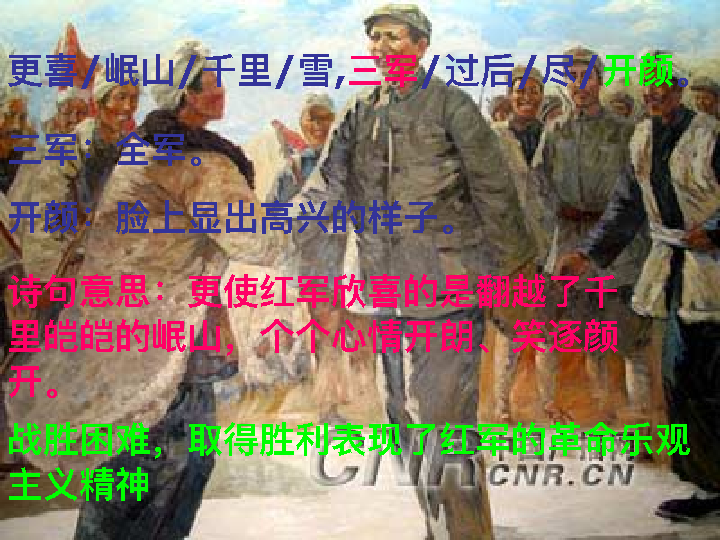 更喜/岷山/千里/雪,三军/过后/尽/开颜。
三军：全军。
开颜：脸上显出高兴的样子。
诗句意思：更使红军欣喜的是翻越了千
里皑皑的岷山，个个心情开朗、笑逐颜
开。
战胜困难，取得胜利表现了红军的革命乐观
主义精神
CNR CNR.CN